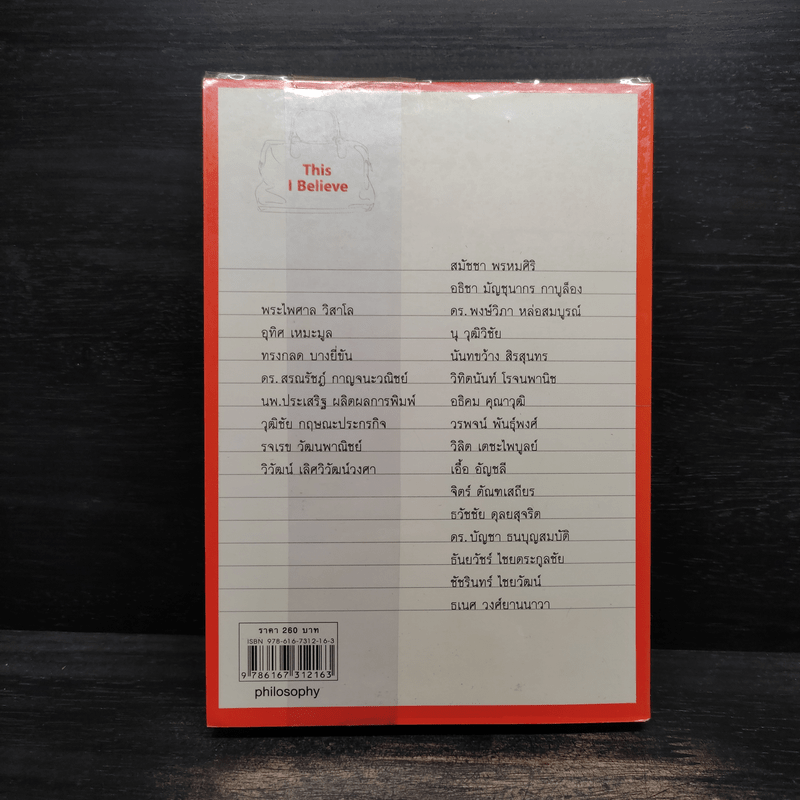 This
I Believe
พระไพศาล วิสาโล
อุทิศ เหมะมูล
ทรงกลด บางยี่ขัน
ดร. สรณรัชฎ์ กาญจนะวณิชย์
นพ.ประเสริฐ ผลิตผลการพิมพ์
วุฒิชัย กฤษณะประกรกิจ
รจเรข วัฒนพาณิชย์
วิวัฒน์ เลิศวิวัฒน์วงศา
สมัชชา พรหมศิริ
อธิชา มัญชุนากร กาบูล็อง
ดร. พงษ์วิภา หล่อสมบูรณ์
นุ วุฒิวิชัย
นันทขว้าง สิรสุนทร
วิทิตนันท์ โรจนพานิช
อธิคม คุณาวุฒิ
วรพจน์ พันธุ์พงศ์
วิลิต เตชะไพบูลย์
เอื้อ อัญชลี
จิตร์ ตัณฑเสถียร
ธวัชชัย ดุลยสุจริต
ดร. บัญชา ธนบุญสมบัติ
ธันยวัชร์ ไชยตระกูลชัย
ชัชรินทร์ ไชยวัฒน์
ธเนศ วงศ์ยานนาวา
ราคา 260 บาท
ISBN 978-616-7312-16-3
9 786167 312163
philosophy